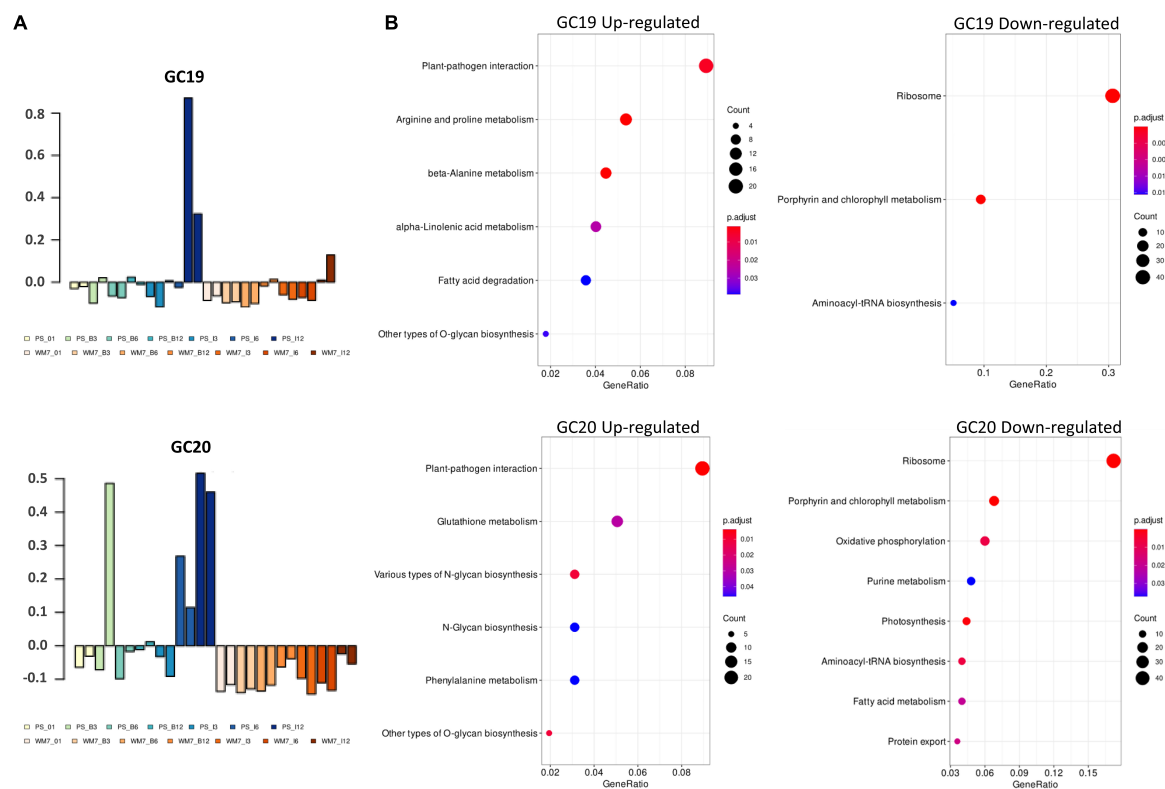 A
B
GC19
0.8
0.6
0.4
0.2
0.0
PS_01 PS_B3 PS_B6 PS_B12 PS_I3 PS_I6 PS_I12
WM7_01 WM7_B3 WM7_B6 WM7_B12 WM7_I3 WM7_I6 WM7_I12
GC19 Up-regulated
Plant-pathogen interaction
Arginine and proline metabolism
beta-Alanine metabolism
alpha-Linolenic acid metabolism
Fatty acid degradation
Other types of O-glycan biosynthesis
0.02 0.04 0.06 0.08
GeneRatio
Count
4
8
12
16
20
p.adjust
0.01
0.02
0.03
GC19 Down-regulated
Ribosome
Porphyrin and chlorophyll metabolism
Aminoacyl-tRNA biosynthesis
0.1 0.2 0.3
GeneRatio
p.adjust
0.00
0.00
0.01
0.01
Count
10
20
30
40
GC20
0.5
0.4
0.3
0.2
0.1
0.0
-0.1
PS_01 PS_B3 PS_B6 PS_B12 PS_I3 PS_I6 PS_I12
WM7_01 WM7_B3 WM7_B6 WM7_B12 WM7_I3 WM7_I6 WM7_I12
GC20 Up-regulated
Plant-pathogen interaction
Glutathione metabolism
Various types of N-glycan biosynthesis
N-Glycan biosynthesis
Phenylalanine metabolism
Other types of O-glycan biosynthesis
0.02 0.04 0.06 0.08
GeneRatio
p.adjust
0.01
0.02
0.03
0.04
Count
5
10
15
20
GC20 Down-regulated
Ribosome
Porphyrin and chlorophyll metabolism
Oxidative phosphorylation
Purine metabolism
Photosynthesis
Aminoacyl-tRNA biosynthesis
Fatty acid metabolism
Protein export
0.03 0.06 0.09 0.12 0.15
GeneRatio
p.adjust
0.01
0.02
0.03
Count
10
20
30
40